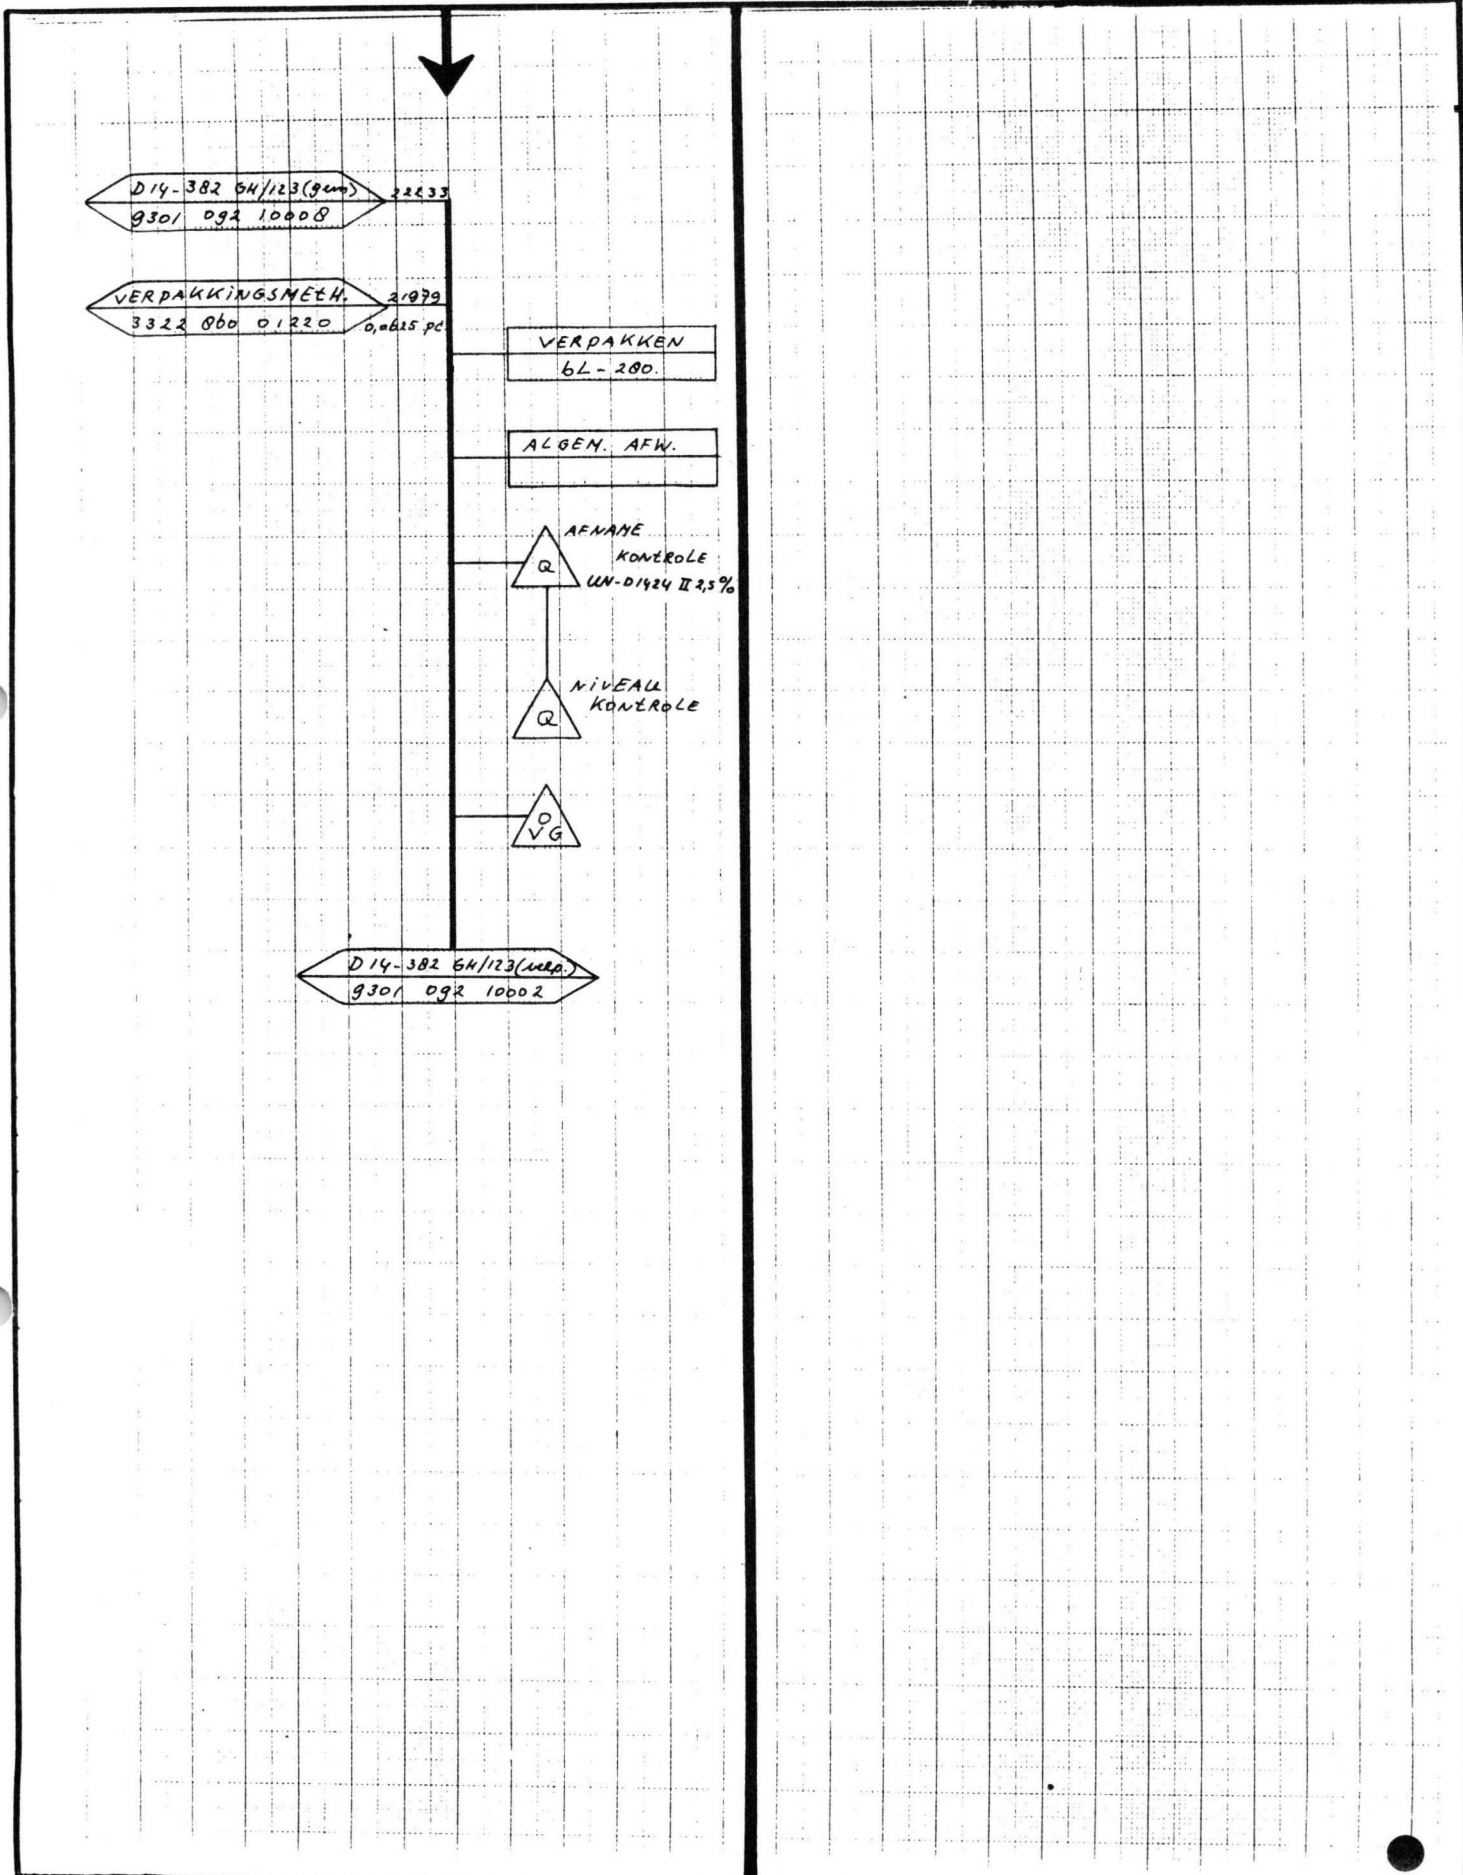 D14-382 GH/123 (gem) 22233
9301 092 10008
VERPAKKINGSMETH. 21979
3322 860 01220 0,0625 pc.
VERPAKKEN
6L-280.
ALGEM. AFW.
AFNAME
KONTROLE
Q
UN-D1424 II 2,5%
NIVEAU
KONTROLE
Q
O
VG
D14-382 GH/123 (verp.)
9301 092 10002